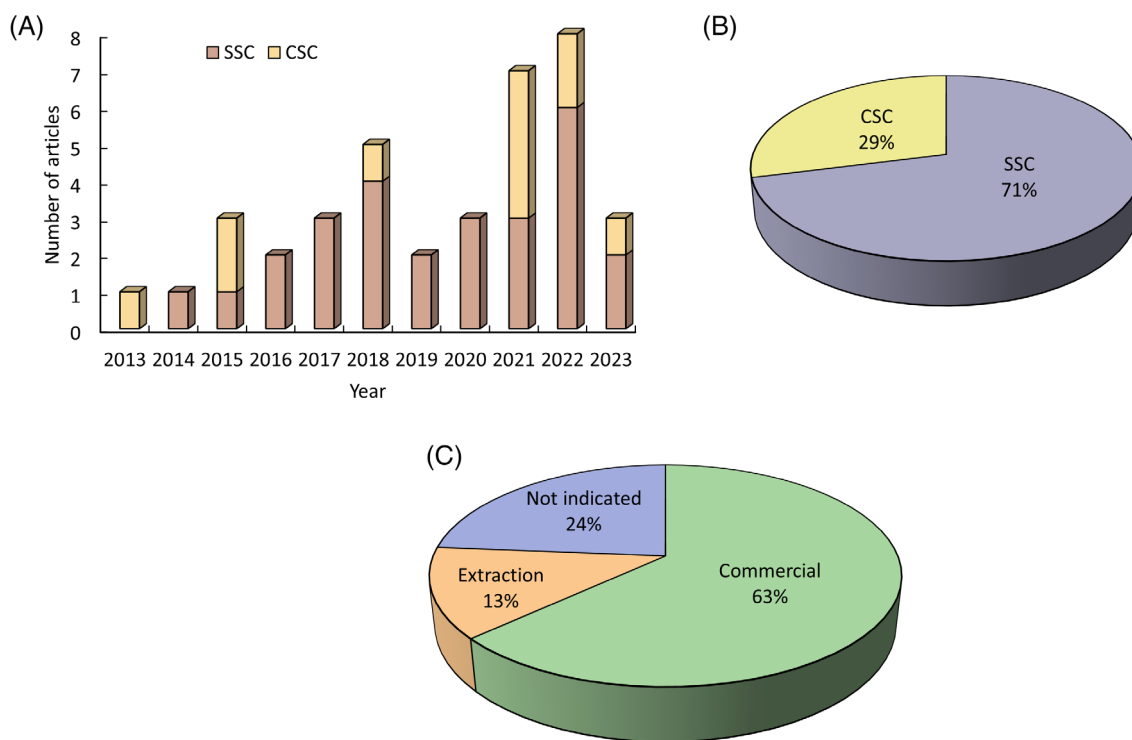 (A)
8
7
6
5
4
3
2
1
0
Number of articles
SSC CSC
2013 2014 2015 2016 2017 2018 2019 2020 2021 2022 2023
Year
(B)
CSC
29%
SSC
71%
(C)
Not indicated
24%
Extraction
13%
Commercial
63%